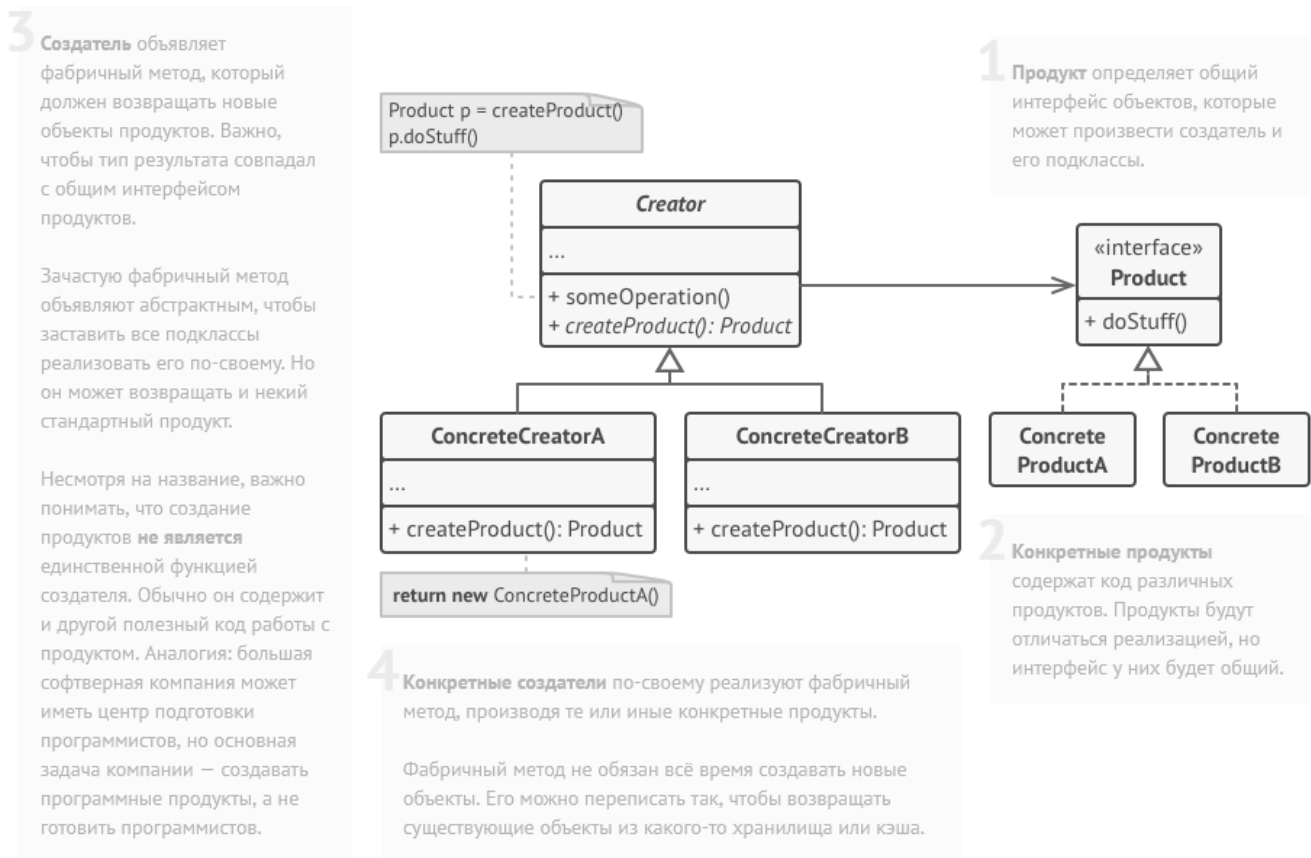 3
Создатель объявляет
фабричный метод, который
должен возвращать новые
объекты продуктов. Важно,
чтобы тип результата совпадал
с общим интерфейсом
продуктов.
Зачастую фабричный метод
объявляют абстрактным, чтобы
заставить все подклассы
реализовать его по-своему. Но
он может возвращать и некий
стандартный продукт.
Несмотря на название, важно
понимать, что создание
продуктов не является
единственной функцией
создателя. Обычно он содержит
и другой полезный код работы с
продуктом. Аналогия: большая
софтверная компания может
иметь центр подготовки
программистов, но основная
задача компании — создавать
программные продукты, а не
готовить программистов.
Product p = createProduct()
p.doStuff()
Creator
...
+ someOperation()
+ createProduct(): Product
ConcreteCreatorA
...
+ createProduct(): Product
ConcreteCreatorB
...
+ createProduct(): Product
return new ConcreteProductA()
1
Продукт определяет общий
интерфейс объектов, которые
может произвести создатель и
его подклассы.
«interface»
Product
+ doStuff()
Concrete
ProductA
Concrete
ProductB
2
Конкретные продукты
содержат код различных
продуктов. Продукты будут
отличаться реализацией, но
интерфейс у них будет общий.
4
Конкретные создатели по-своему реализуют фабричный
метод, производя те или иные конкретные продукты.
Фабричный метод не обязан всё время создавать новые
объекты. Его можно переписать так, чтобы возвращать
существующие объекты из какого-то хранилища или кэша.